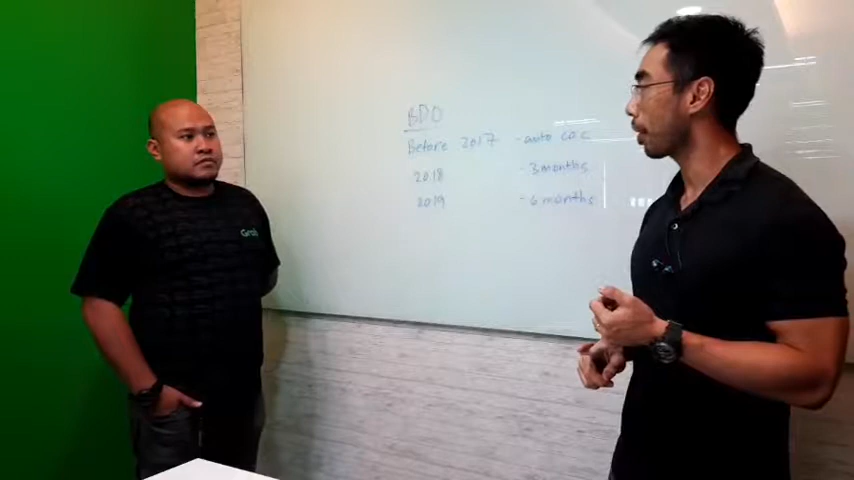 BDO
Before 2017 - auto COC
2018 - 3 months
2019 - 6 months
Grab